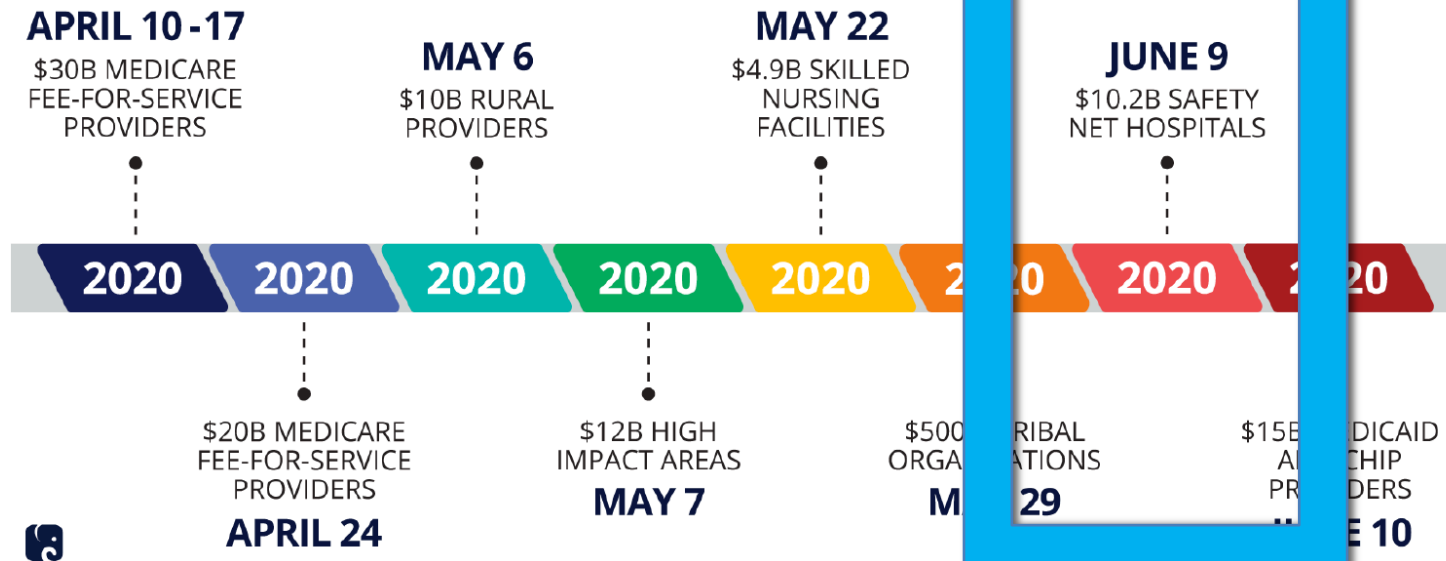 APRIL 10 - 17
$30B MEDICARE
FEE-FOR-SERVICE
PROVIDERS
MAY 6
$10B RURAL
PROVIDERS
MAY 22
$4.9B SKILLED
NURSING
FACILITIES
JUNE 9
$10.2B SAFETY
NET HOSPITALS
2020 2020 2020 2020 2020 2020
$20B MEDICARE
FEE-FOR-SERVICE
PROVIDERS
APRIL 24
$12B HIGH
IMPACT AREAS
MAY 7
29
10